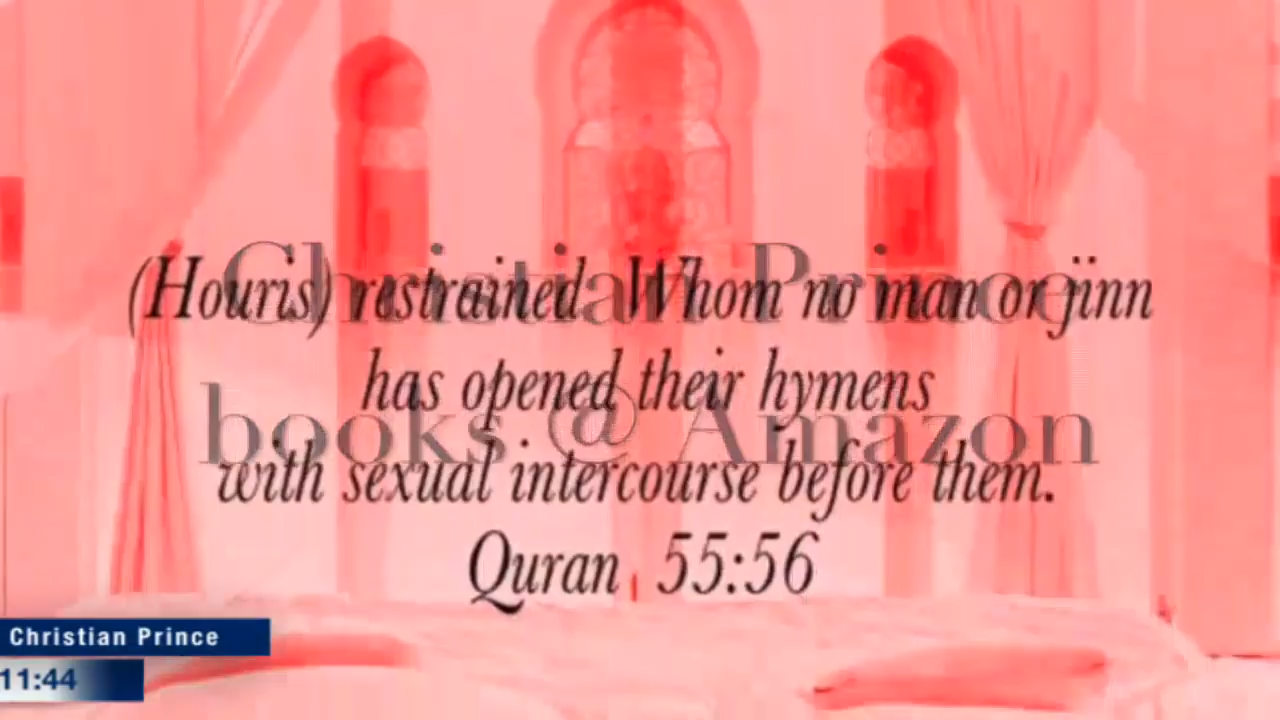 (Houris) restrained Whom no man or jinn
Christian Prince
has opened their hymens
books @ Amazon
with sexual intercourse before them.
Quran 55:56
Christian Prince
11:44